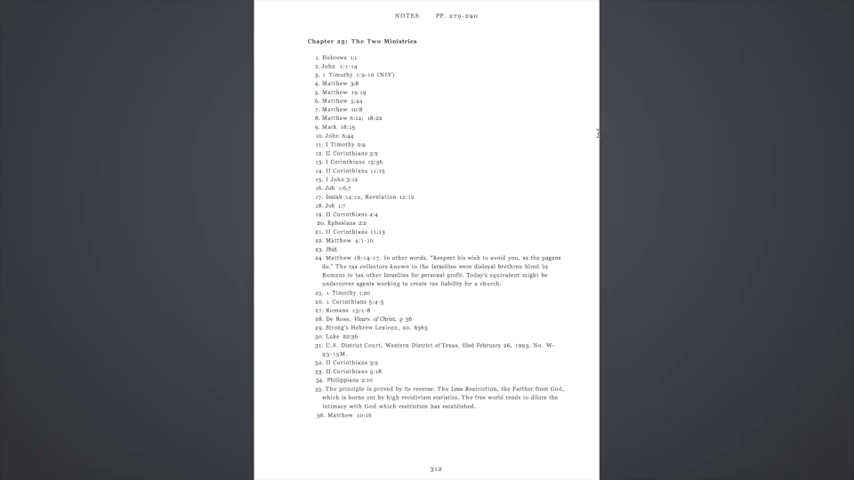 NOTES PP. 279-290
Chapter 25: The Two Ministries
1. Hebrews 1:1
2. John 1:1-14
3. 1 Timothy 1:9-10 (NIV)
4. Matthew 3:8
5. Matthew 19:19
6. Matthew 5:44
7. Matthew 10:8
8. Matthew 6:12; 18:22
9. Mark 16:15
10. John 6:44
11. I Timothy 2:4
12. II Corinthians 3:9
13. I Corinthians 15:56
14. II Corinthians 11:15
15. I John 3:12
16. Job 1:6,7
17. Isaiah 14:12, Revelation 12:12
18. Job 1:7
19. II Corinthians 4:4
20. Ephesians 2:2
21. II Corinthians 11:13
22. Matthew 4:1-10
23. Ibid.
24. Matthew 18:14-17. In other words, "Respect his wish to avoid you, as the pagans
do." The tax collectors known to the Israelites were disloyal brethren hired by
Romans to tax other Israelites for personal profit. Today's equivalent might be
undercover agents working to create tax liability for a church.
25. 1 Timothy 1:20
26. 1 Corinthians 5:4-5
27. Romans 13:1-8
28. De Rosa, Vicars of Christ, p 36
29. Strong's Hebrew Lexicon, no. 6363
30. Luke 22:36
31. U.S. District Court, Western District of Texas, filed February 26, 1993, No. W-
93-15M.
32. II Corinthians 3:9
33. II Corinthians 5:18
34. Philippians 2:10
35. The principle is proved by its reverse: The Less Restriction, the Farther from God,
which is borne out by high recidivism statistics. The free world tends to dilute the
intimacy with God which restriction has established.
36. Matthew 10:16
312